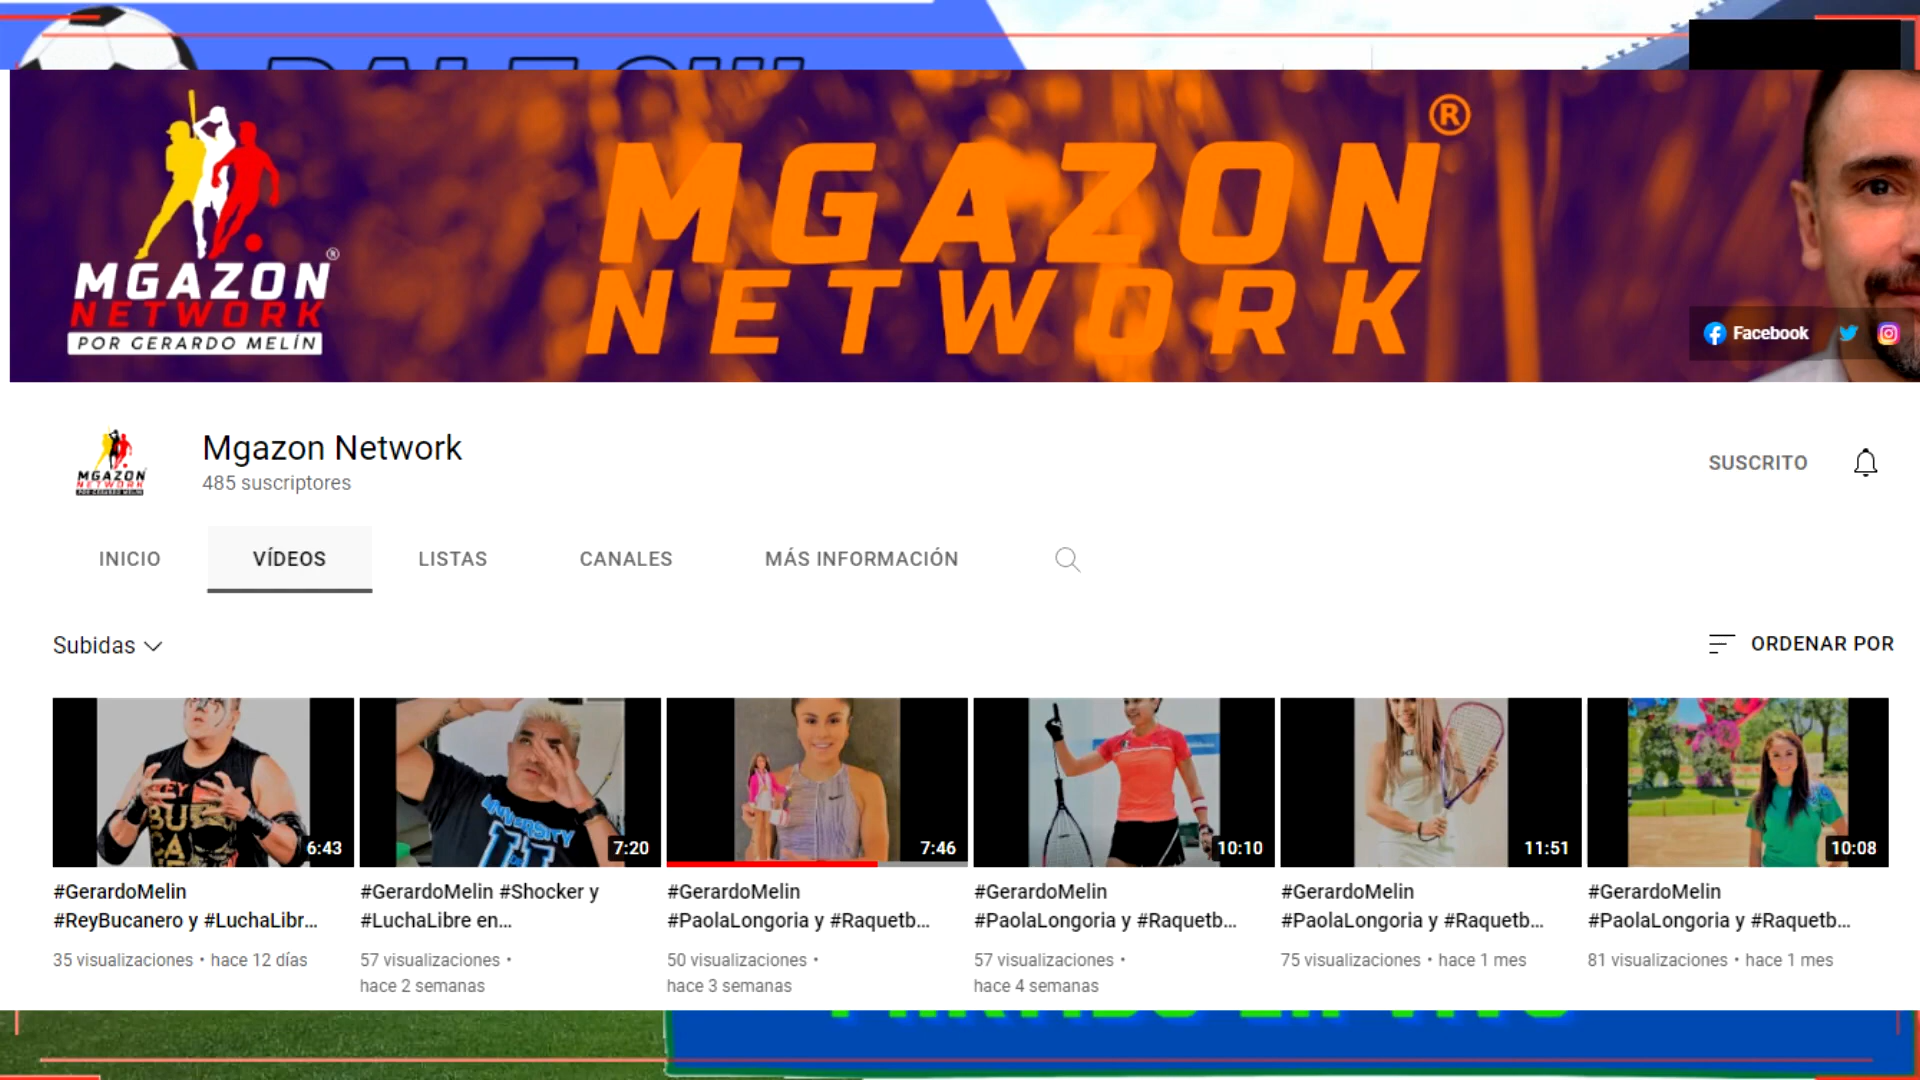 MGAZON
NETWORK
®
POR GERARDO MELÍN
MGAZON ®
NETWORK
Facebook
Mgazon Network
485 suscriptores
SUSCRITO
INICIO
VÍDEOS
LISTAS
CANALES
MÁS INFORMACIÓN
Subidas
ORDENAR POR
6:43
7:20
7:46
10:10
11:51
10:08
#GerardoMelin
#ReyBucanero y #LuchaLibr...
35 visualizaciones • hace 12 días
#GerardoMelin #Shocker y
#LuchaLibre en...
57 visualizaciones •
hace 2 semanas
#GerardoMelin
#PaolaLongoria y #Raquetb...
50 visualizaciones •
hace 3 semanas
#GerardoMelin
#PaolaLongoria y #Raquetb...
57 visualizaciones •
hace 4 semanas
#GerardoMelin
#PaolaLongoria y #Raquetb...
75 visualizaciones • hace 1 mes
#GerardoMelin
#PaolaLongoria y #Raquetb...
81 visualizaciones • hace 1 mes